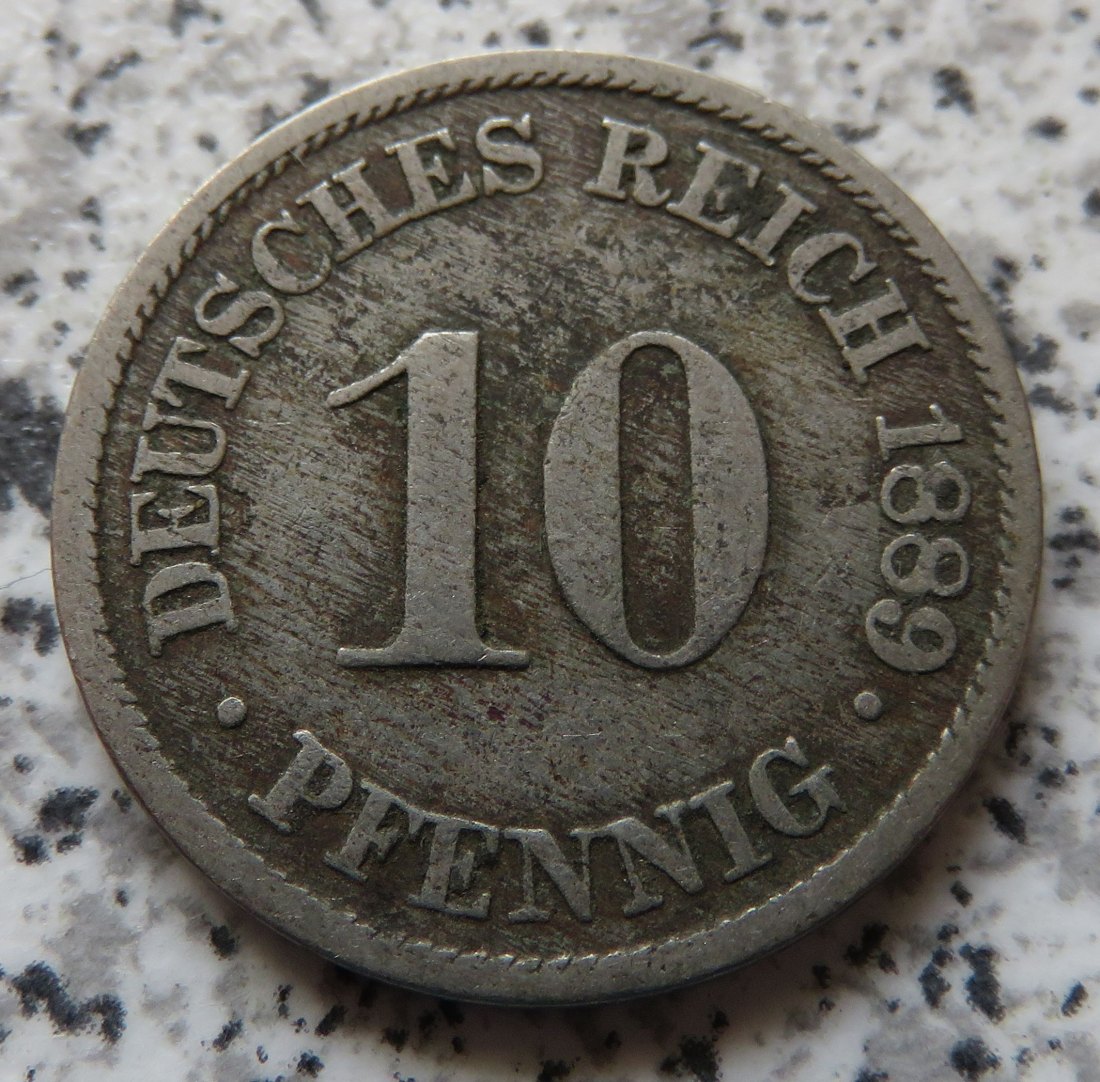 DEUTSCHES REICH 1889
10
· PFENNIG ·